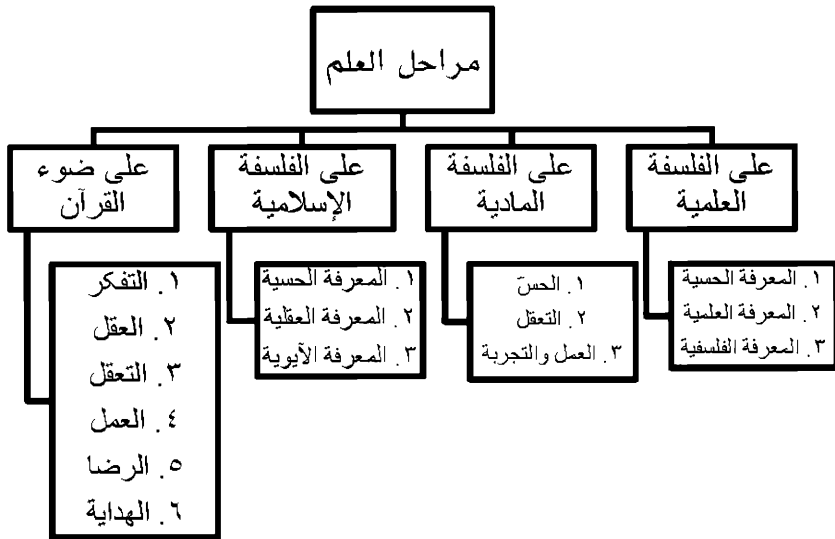 مراحل العلم
على الفلسفة
العلمية
١. المعرفة الحسية
٢. المعرفة العلمية
٣. المعرفة الفلسفية
على الفلسفة
المادية
١. الحسّ
٢. التعقل
٣. العمل والتجربة
على الفلسفة
الإسلامية
١. المعرفة الحسية
٢. المعرفة العقلية
٣. المعرفة الآيوية
على ضوء
القرآن
١. التفكر
٢. العقل
٣. التعقل
٤. العمل
٥. الرضا
٦. الهداية